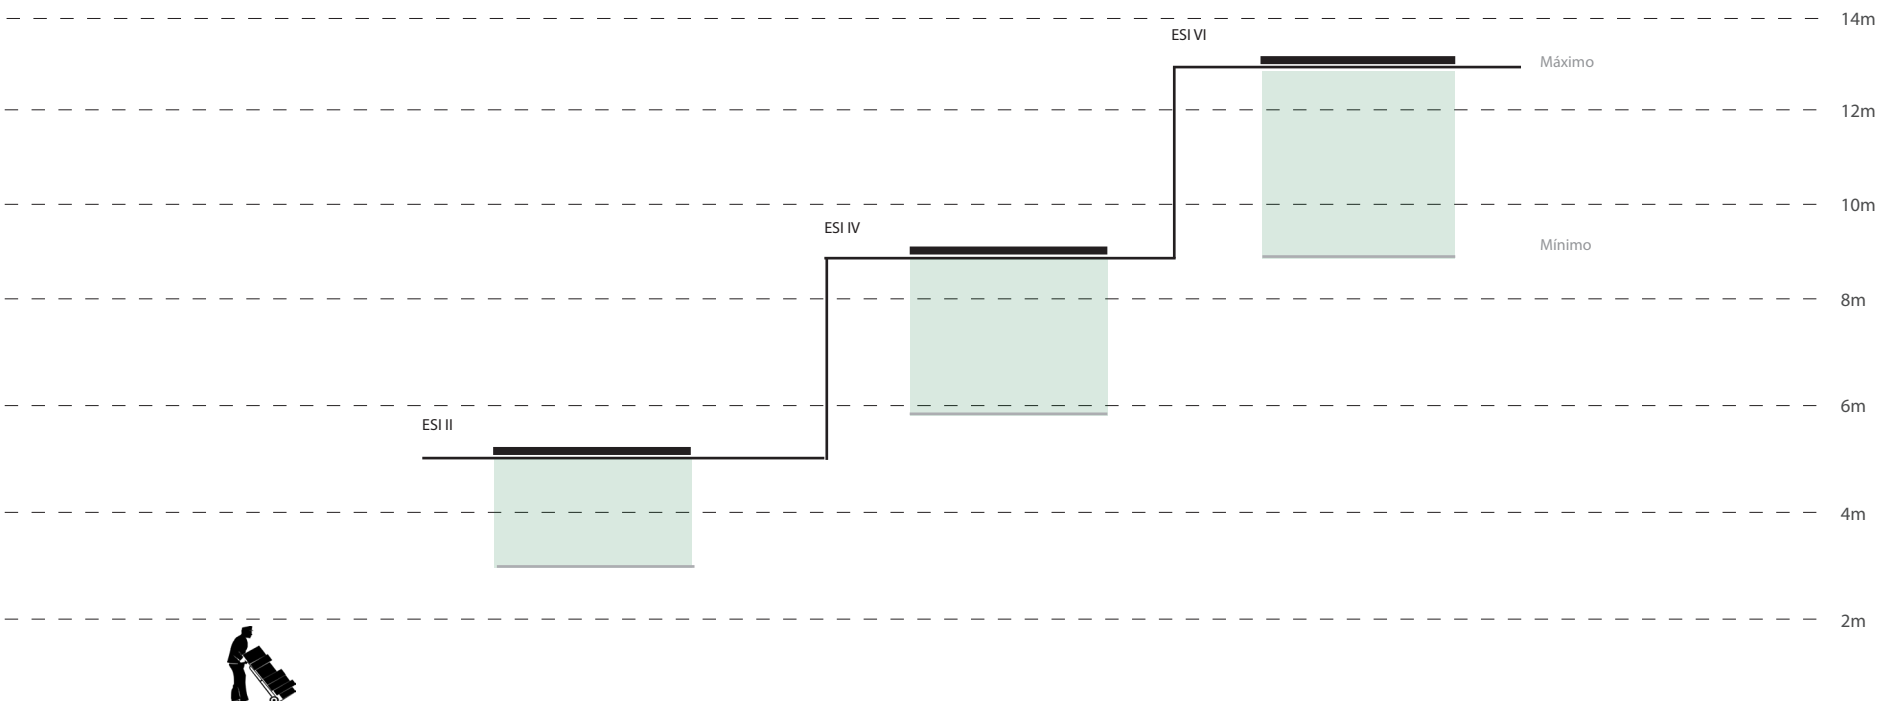 14m
ESI VI
Máximo
12m
10m
ESI IV
Mínimo
8m
6m
ESI II
4m
2m